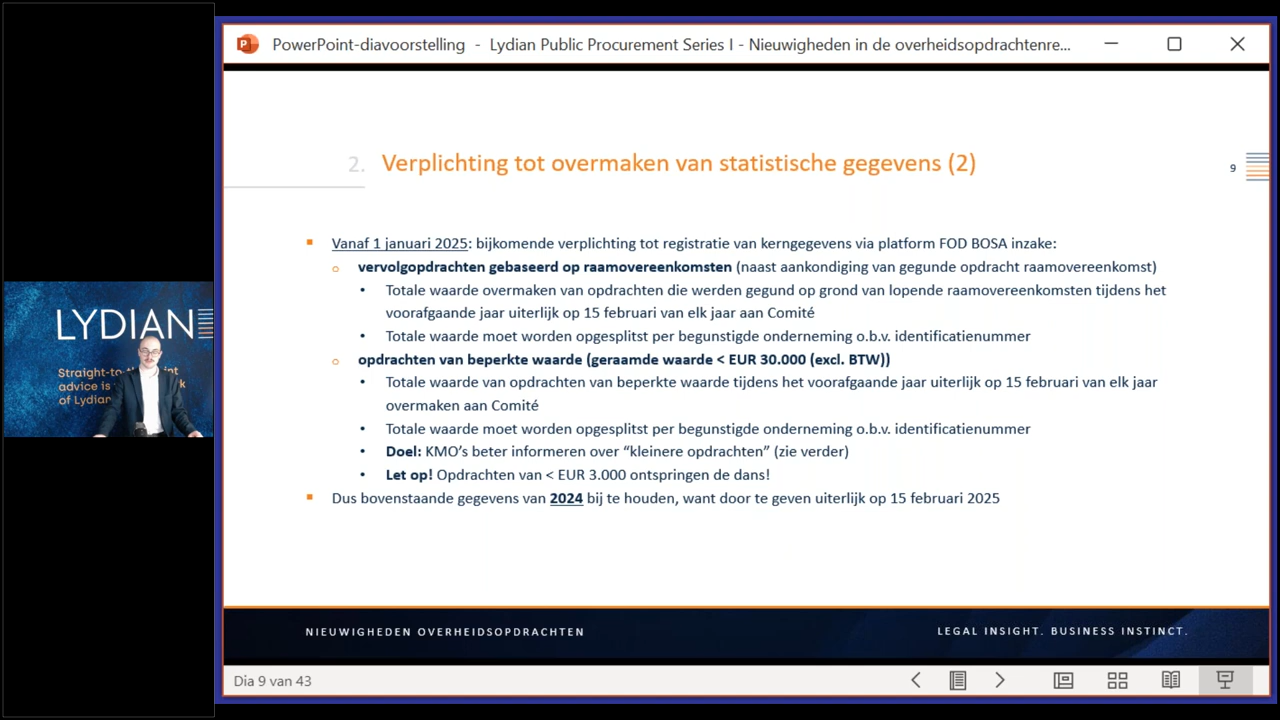 PowerPoint-diavoorstelling - Lydian Public Procurement Series I - Nieuwigheden in de overheidsopdrachtenre...
2. Verplichting tot overmaken van statistische gegevens (2)
9
Vanaf 1 januari 2025: bijkomende verplichting tot registratie van kerngegevens via platform FOD BOSA inzake:
vervolgopdrachten gebaseerd op raamovereenkomsten (naast aankondiging van gegunde opdracht raamovereenkomst)
Totale waarde overmaken van opdrachten die werden gegund op grond van lopende raamovereenkomsten tijdens het
voorafgaande jaar uiterlijk op 15 februari van elk jaar aan Comité
Totale waarde moet worden opgesplitst per begunstigde onderneming o.b.v. identificatienummer
opdrachten van beperkte waarde (geraamde waarde < EUR 30.000 (excl. BTW))
Totale waarde van opdrachten van beperkte waarde tijdens het voorafgaande jaar uiterlijk op 15 februari van elk jaar
overmaken aan Comité
Totale waarde moet worden opgesplitst per begunstigde onderneming o.b.v. identificatienummer
Doel: KMO's beter informeren over “kleinere opdrachten” (zie verder)
Let op! Opdrachten van < EUR 3.000 ontspringen de dans!
Dus bovenstaande gegevens van 2024 bij te houden, want door te geven uiterlijk op 15 februari 2025
NIEUWIGHEDEN OVERHEIDSOPDRACHTEN
LEGAL INSIGHT. BUSINESS INSTINCT.
Dia 9 van 43
LYDIAN
Straight-to
advice is
of Lydian